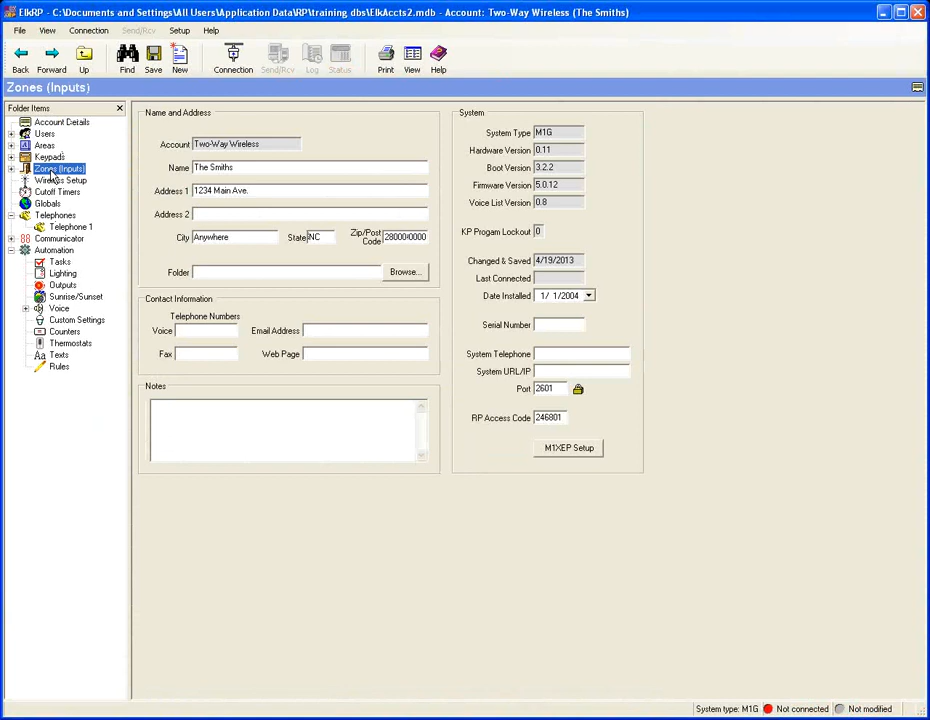 ElkRP - C:\Documents and Settings\All Users\Application Data\RP\training dbs\ElkAccts2.mdb - Account: Two-Way Wireless (The Smiths)
File View Connection Send/Rcv Setup Help
Back Forward Up Find Save New Connection Send/Rcv Log Status Print View Help
Zones (Inputs)
Folder Items
Account Details
Users
Areas
Keypads
Zones (Inputs)
Wireless Setup
Cutoff Timers
Globals
Telephones
Telephone 1
Communicator
Automation
Tasks
Lighting
Outputs
Sunrise/Sunset
Voice
Custom Settings
Counters
Thermostats
Texts
Rules
Name and Address
Account Two-Way Wireless
Name The Smiths
Address 1 1234 Main Ave.
Address 2
City Anywhere State NC Zip/Post Code 28000-0000
Folder Browse...
Contact Information
Telephone Numbers
Voice Email Address
Fax Web Page
Notes
System
System Type M1G
Hardware Version 0.11
Boot Version 3.2.2
Firmware Version 5.0.12
Voice List Version 0.8
KP Progam Lockout 0
Changed & Saved 4/19/2013
Last Connected
Date Installed 1/ 1/2004
Serial Number
System Telephone
System URL/IP
Port 2601
RP Access Code 246801
M1XEP Setup
System type: M1G Not connected Not modified